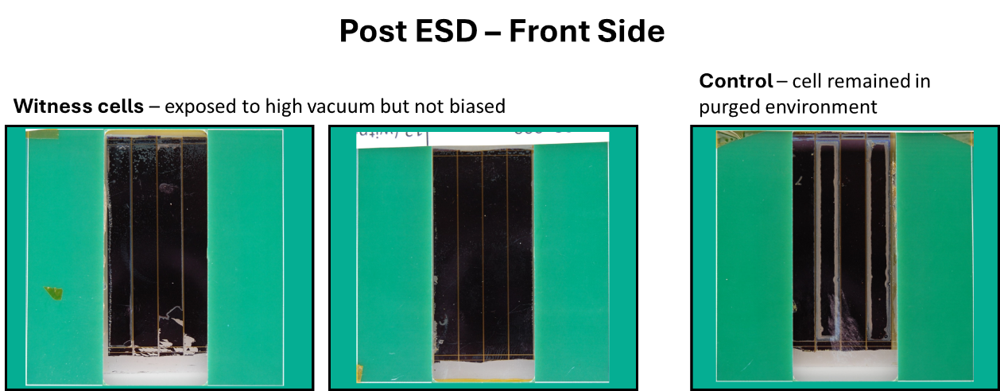 Post ESD – Front Side
Witness cells – exposed to high vacuum but not biased
Control – cell remained in
purged environment